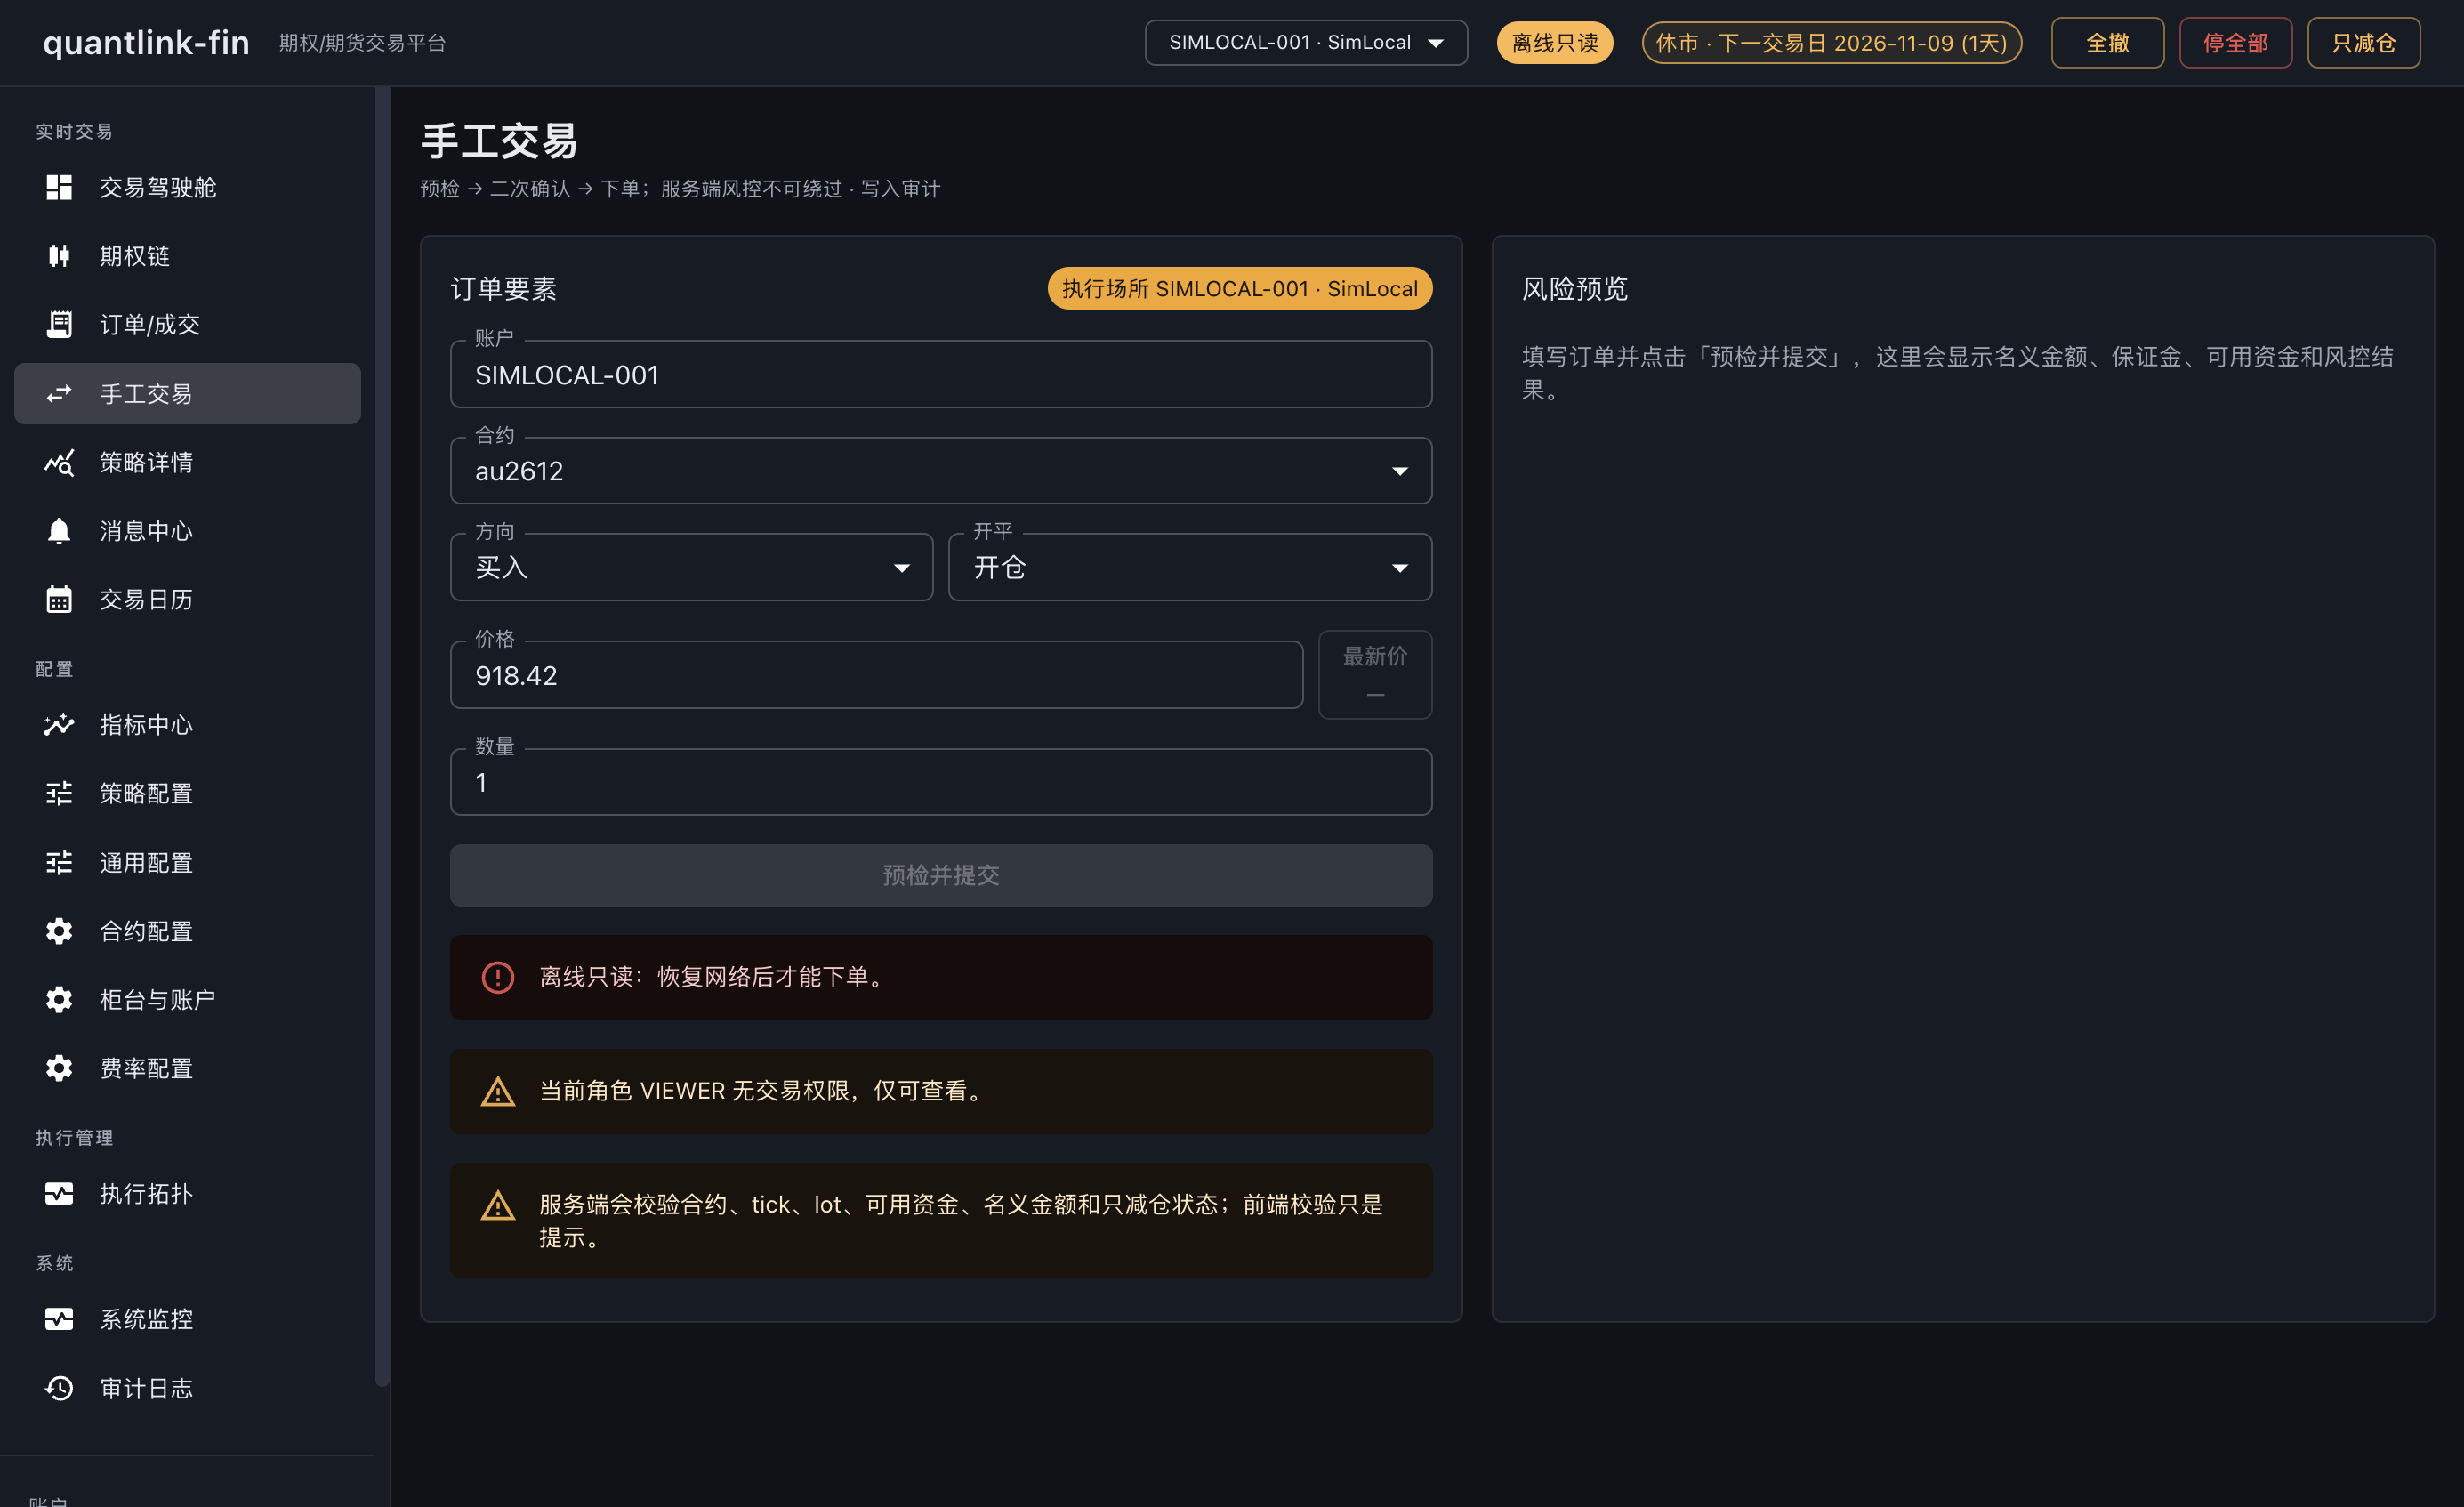 quantlink-fin
期权/期货交易平台
SIMLOCAL-001 · SimLocal
离线只读
休市 · 下一交易日 2026-11-09 (1天)
全撤
停全部
只减仓
实时交易
交易驾驶舱
期权链
订单/成交
手工交易
策略详情
消息中心
交易日历
配置
指标中心
策略配置
通用配置
合约配置
柜台与账户
费率配置
执行管理
执行拓扑
系统
系统监控
审计日志
账户
手工交易
预检 → 二次确认 → 下单；服务端风控不可绕过 · 写入审计
订单要素
执行场所 SIMLOCAL-001 · SimLocal
账户
SIMLOCAL-001
合约
au2612
方向
买入
开平
开仓
价格
918.42
最新价
—
数量
1
预检并提交
离线只读：恢复网络后才能下单。
当前角色 VIEWER 无交易权限，仅可查看。
服务端会校验合约、tick、lot、可用资金、名义金额和只减仓状态；前端校验只是
提示。
风险预览
填写订单并点击「预检并提交」，这里会显示名义金额、保证金、可用资金和风控结
果。